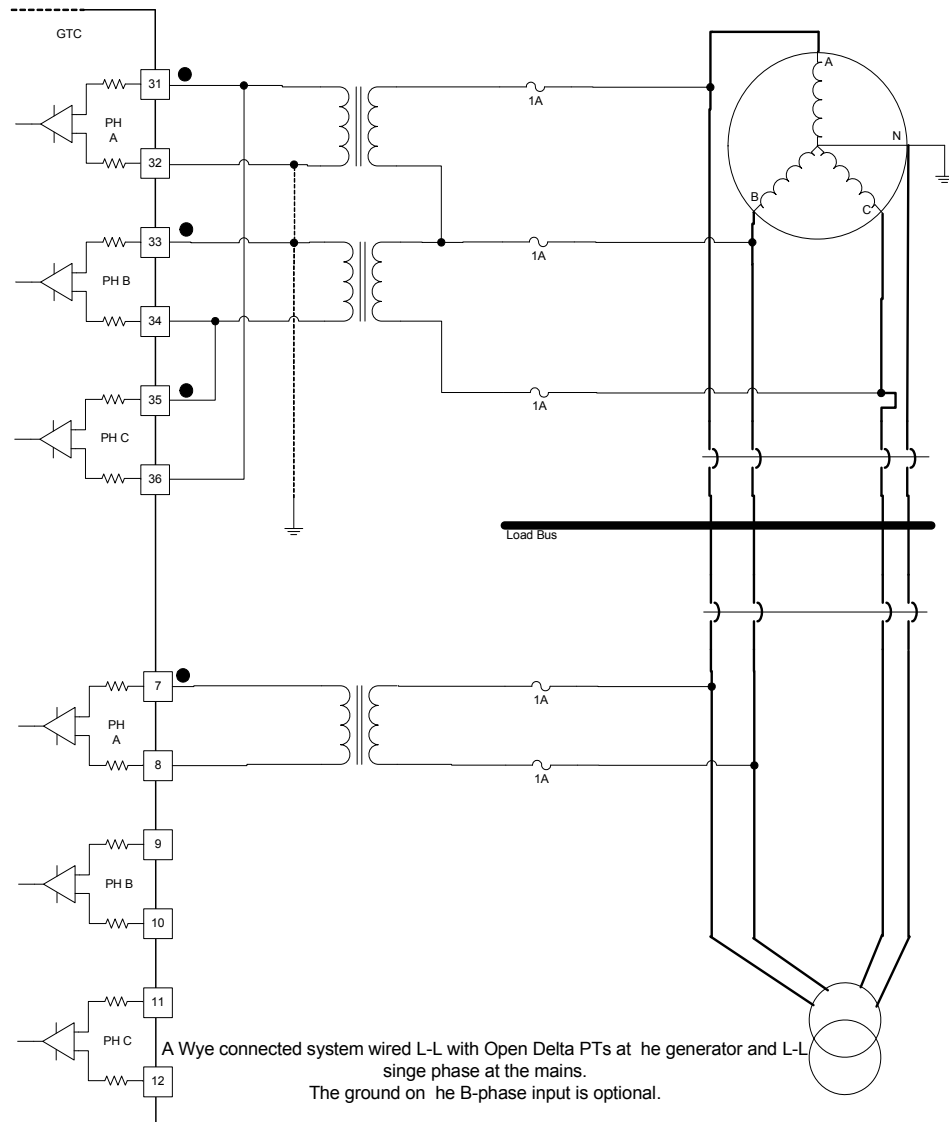 GTC
A
31
PH
A
1A
N
32
B
C
33
PH B
1A
34
35
PH C
1A
36
Load Bus
7
PH
A
1A
8
1A
9
PH B
10
11
PH C
12
A Wye connected system wired L-L with Open Delta PTs at he generator and L-L
singe phase at the mains.
The ground on he B-phase input is optional.